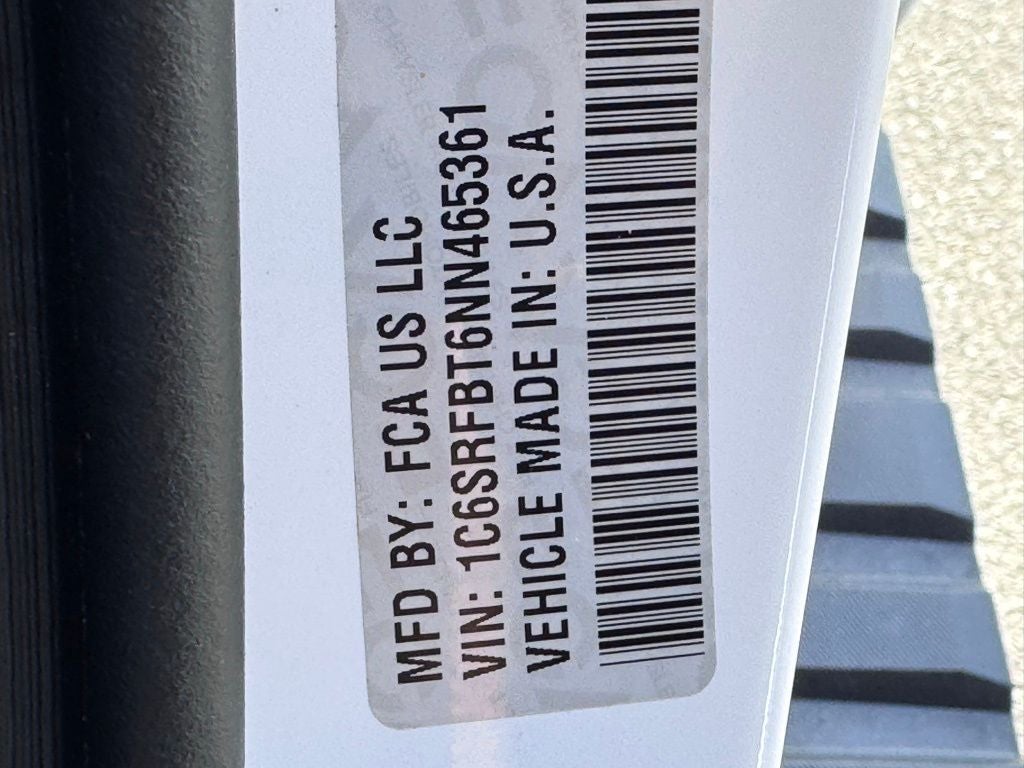 MFD BY: FCA US LLC
VIN: 1C6SRFBT6NN465361
VEHICLE MADE IN: U.S.A.